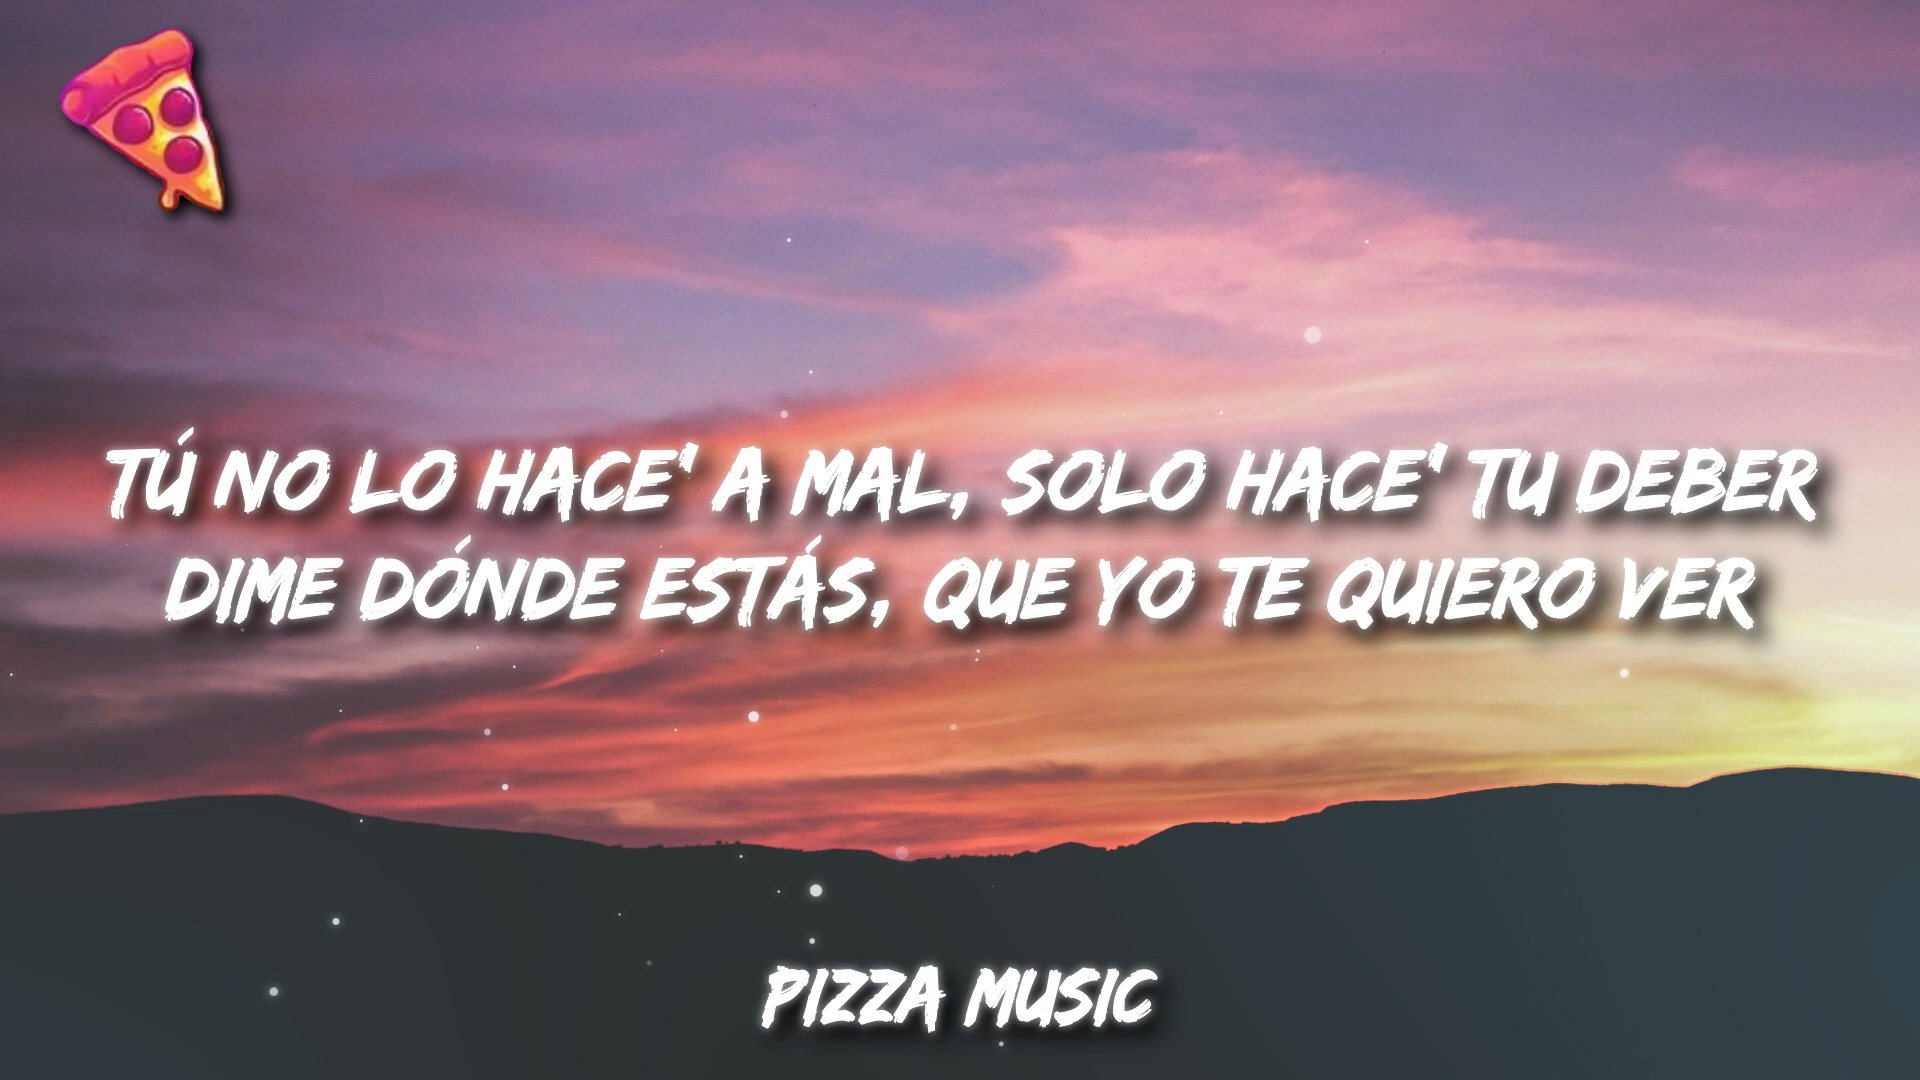 TÚ NO LO HACE' A MAL, SOLO HACE' TU DEBER
DIME DÓNDE ESTÁS, QUE YO TE QUIERO VER
PIZZA MUSIC